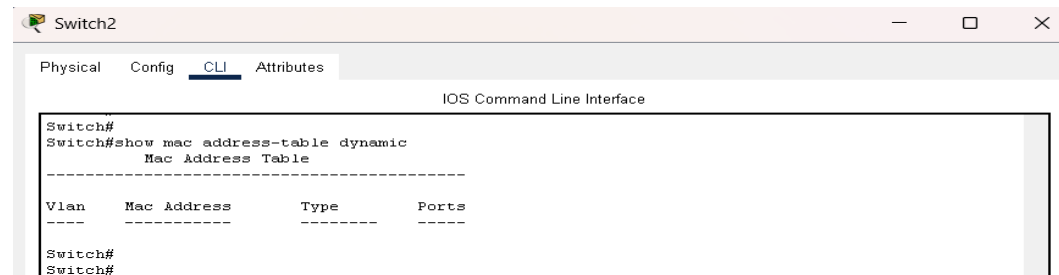 Switch2
Physical Config CLI Attributes
IOS Command Line Interface
Switch#
Switch#show mac address-table dynamic
Mac Address Table
-------------------------------------------
Vlan Mac Address Type Ports
---- ----------- -------- -----
Switch#
Switch#